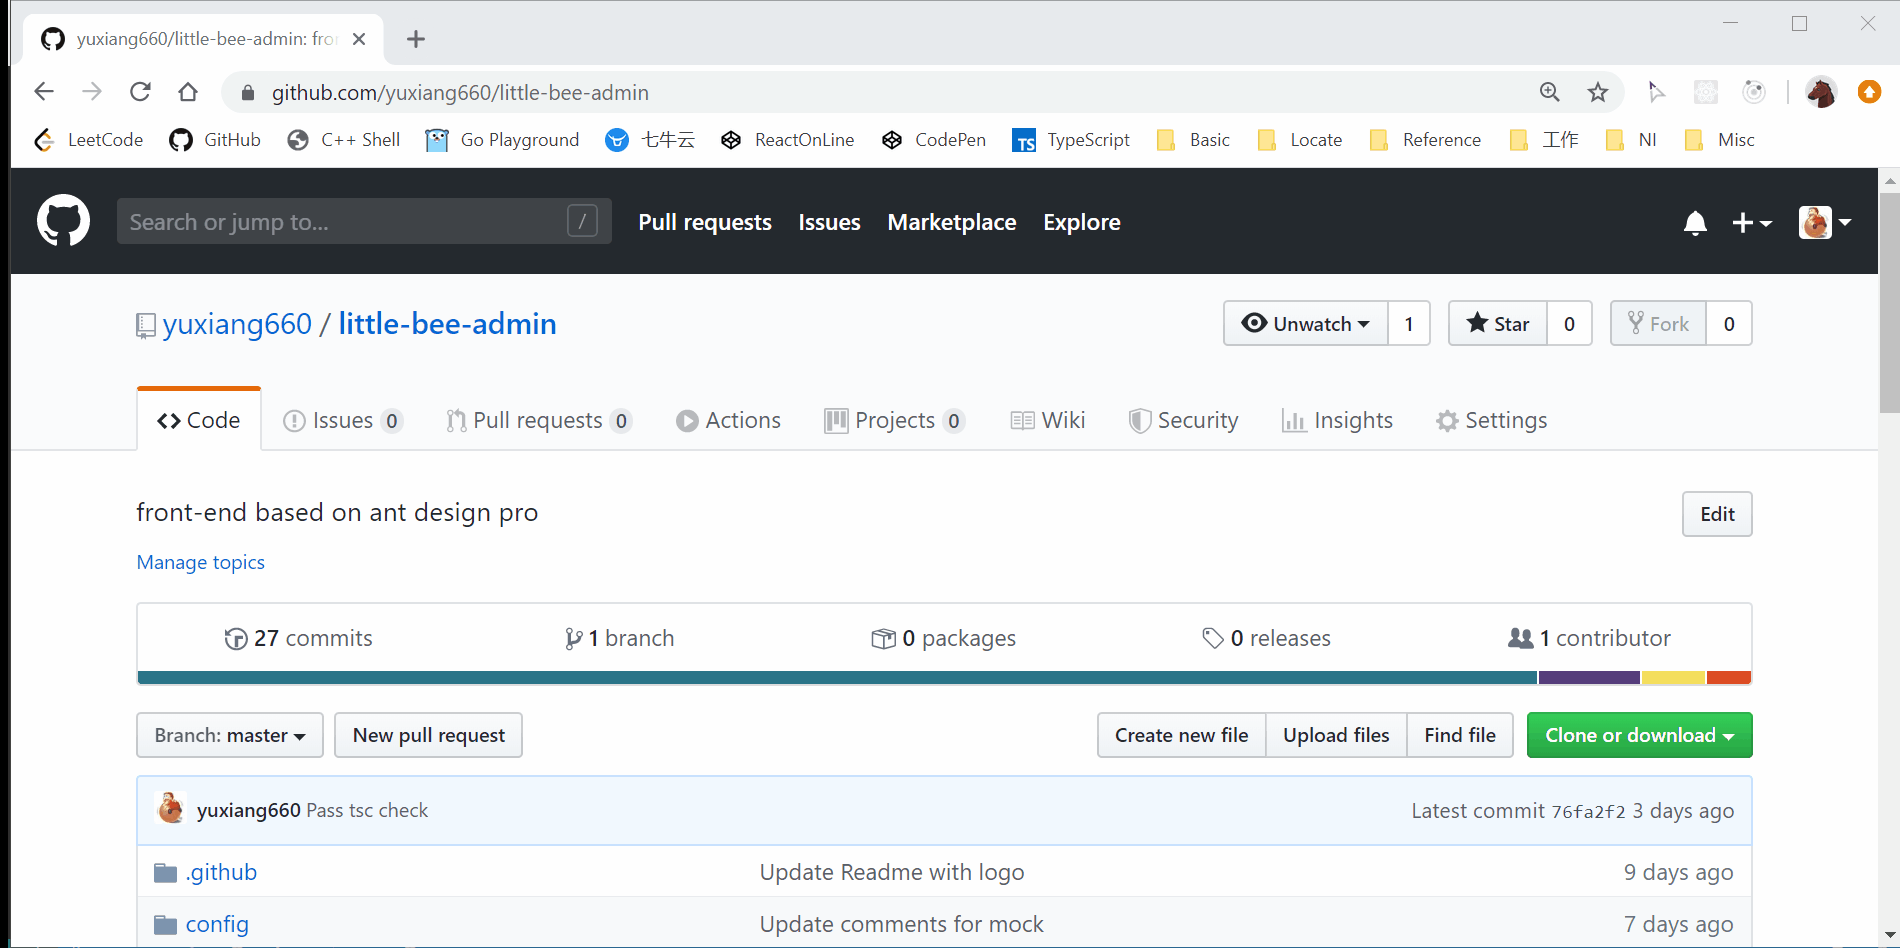 yuxiang660/little-bee-admin: fro
github.com/yuxiang660/little-bee-admin
LeetCode GitHub C++ Shell Go Playground 七牛云 ReactOnLine CodePen TS TypeScript Basic Locate Reference 工作 NI Misc
Search or jump to... / Pull requests Issues Marketplace Explore
yuxiang660 / little-bee-admin Unwatch 1 Star 0 Fork 0
Code Issues 0 Pull requests 0 Actions Projects 0 Wiki Security Insights Settings
front-end based on ant design pro Edit
Manage topics
27 commits 1 branch 0 packages 0 releases 1 contributor
Branch: master New pull request Create new file Upload files Find file Clone or download
yuxiang660 Pass tsc check Latest commit 76fa2f2 3 days ago
.github Update Readme with logo 9 days ago
config Update comments for mock 7 days ago